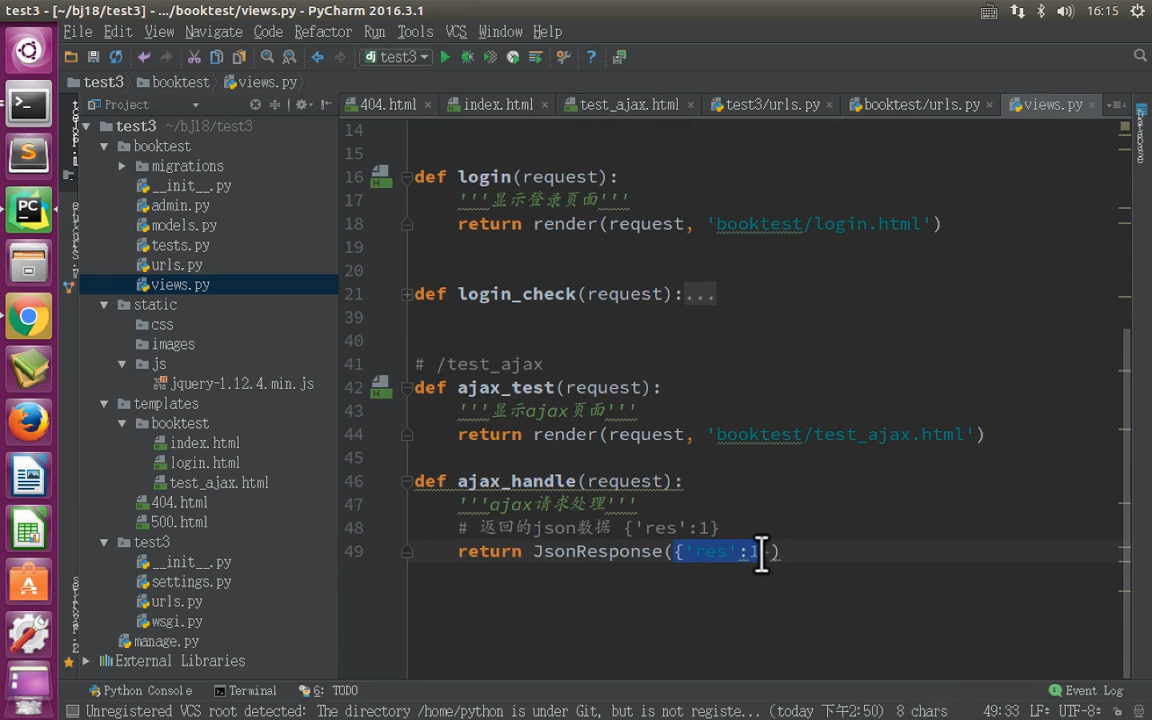 test3 - [~/bj18/test3] - .../booktest/views.py - PyCharm 2016.3.1
16:15
File Edit View Navigate Code Refactor Run Tools VCS Window Help
test3
test3 booktest views.py
Project
404.html index.html test_ajax.html test3/urls.py booktest/urls.py views.py
test3 ~/bj18/test3
booktest
migrations
__init__.py
admin.py
models.py
tests.py
urls.py
views.py
static
css
images
js
jquery-1.12.4.min.js
templates
booktest
index.html
login.html
test_ajax.html
404.html
500.html
test3
__init__.py
settings.py
urls.py
wsgi.py
manage.py
External Libraries
14
15
16 def login(request):
17 '''显示登录页面'''
18 return render(request, 'booktest/login.html')
19
20
21 def login_check(request):...
39
40
41 # /test_ajax
42 def ajax_test(request):
43 '''显示ajax页面'''
44 return render(request, 'booktest/test_ajax.html')
45
46 def ajax_handle(request):
47 '''ajax请求处理'''
48 # 返回的json数据 {'res':1}
49 return JsonResponse({'res':1})
Python Console Terminal 6: TODO Event Log
Unregistered VCS root detected: The directory /home/python is under Git, but is not registe... (today 下午2:50) 8 chars 49:33 LF÷ UTF-8÷